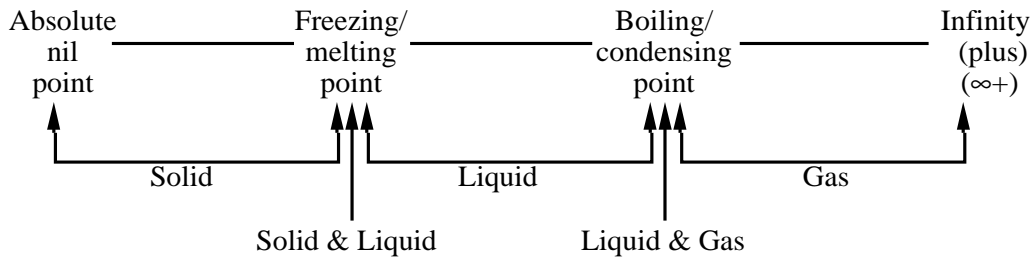 Absolute
nil
point
Freezing/
melting
point
Boiling/
condensing
point
Infinity
(plus)
(∞+)
Solid
Liquid
Gas
Solid & Liquid
Liquid & Gas